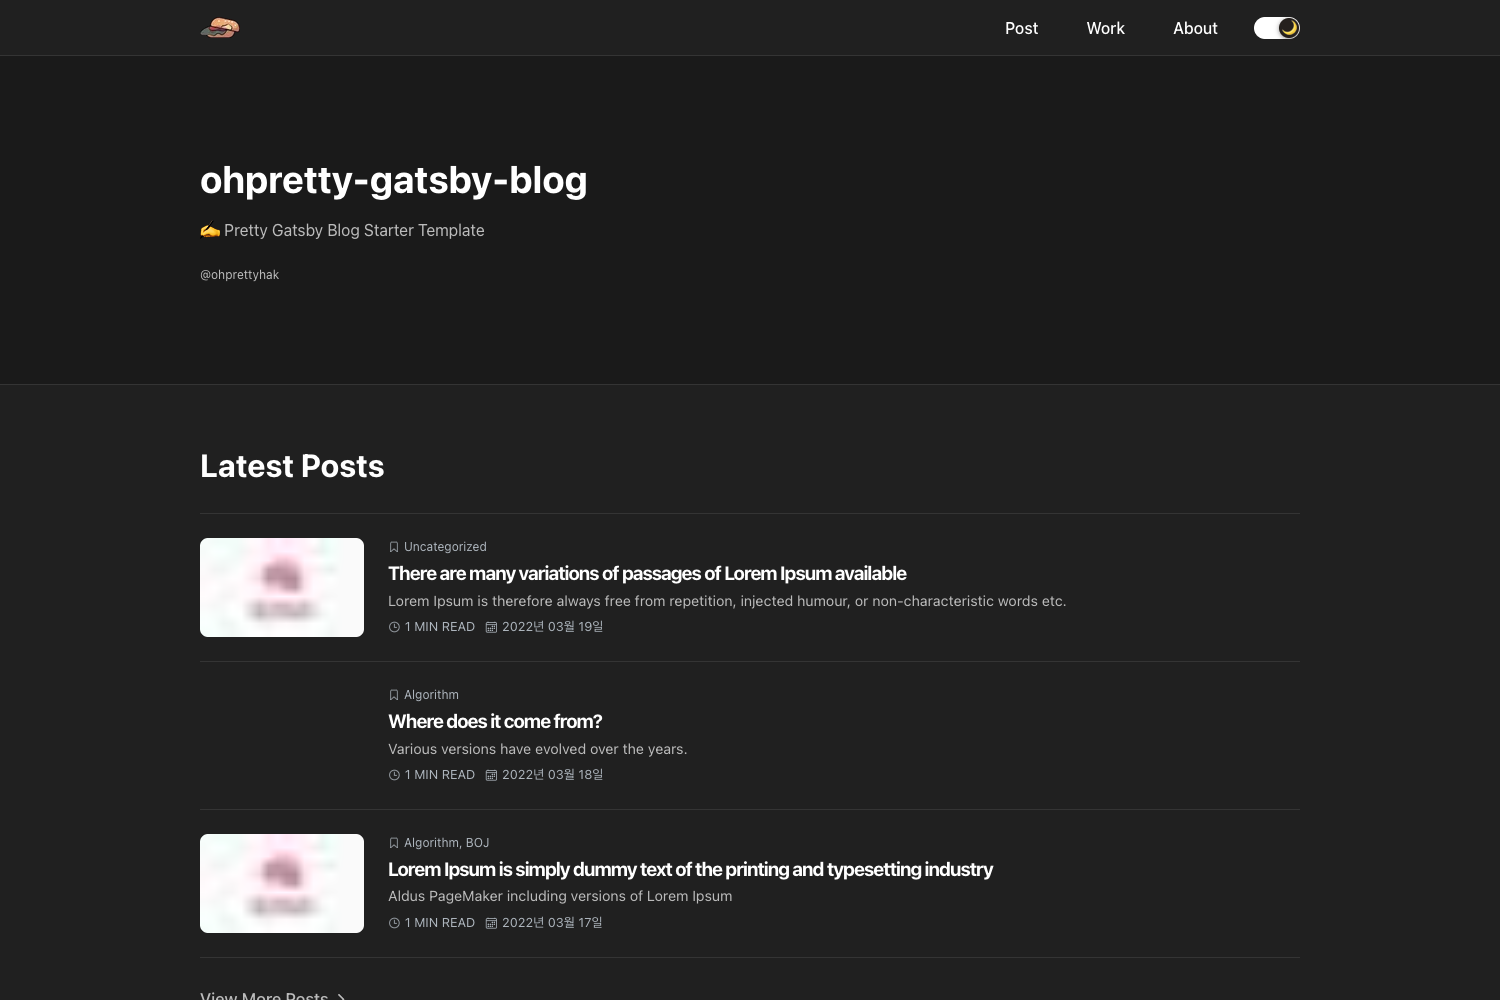 Post Work About
ohpretty-gatsby-blog
✍️ Pretty Gatsby Blog Starter Template
@ohprettyhak
Latest Posts
Uncategorized
There are many variations of passages of Lorem Ipsum available
Lorem Ipsum is therefore always free from repetition, injected humour, or non-characteristic words etc.
1 MIN READ 2022년 03월 19일
Algorithm
Where does it come from?
Various versions have evolved over the years.
1 MIN READ 2022년 03월 18일
Algorithm, BOJ
Lorem Ipsum is simply dummy text of the printing and typesetting industry
Aldus PageMaker including versions of Lorem Ipsum
1 MIN READ 2022년 03월 17일
View More Posts